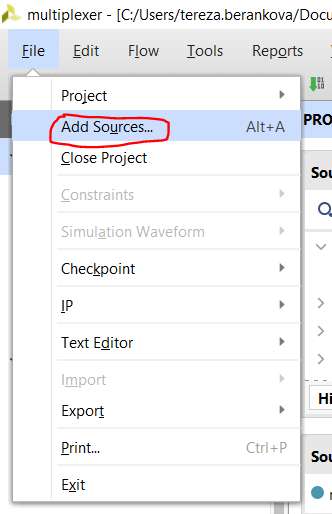 multiplexer - [C:/Users/tereza.berankova/Docu
File Edit Flow Tools Reports
Project
Add Sources... Alt+A
Close Project
Constraints
Simulation Waveform
Checkpoint
IP
Text Editor
Import
Export
Print... Ctrl+P
Exit
PRO
Sou
Hi
Sou